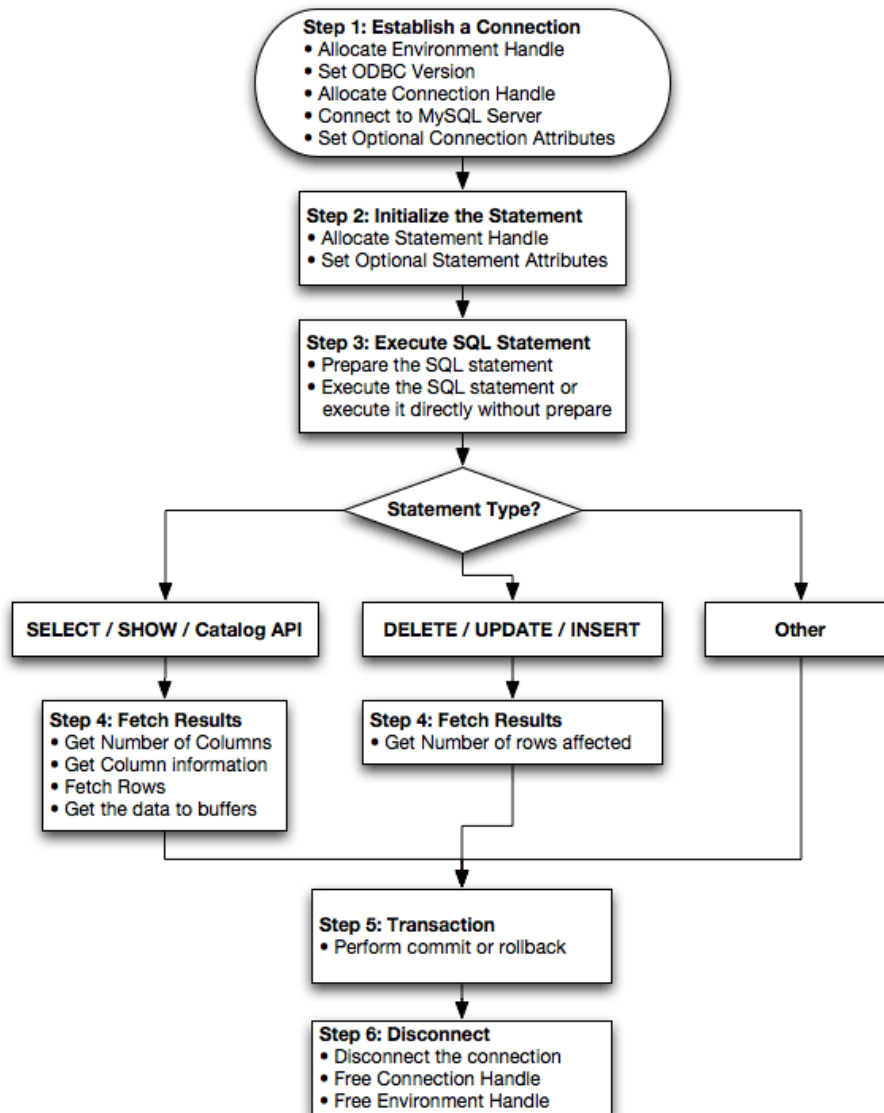 Step 1: Establish a Connection
• Allocate Environment Handle
• Set ODBC Version
• Allocate Connection Handle
• Connect to MySQL Server
• Set Optional Connection Attributes
Step 2: Initialize the Statement
• Allocate Statement Handle
• Set Optional Statement Attributes
Step 3: Execute SQL Statement
• Prepare the SQL statement
• Execute the SQL statement or
execute it directly without prepare
Statement Type?
SELECT / SHOW / Catalog API
DELETE / UPDATE / INSERT
Other
Step 4: Fetch Results
• Get Number of Columns
• Get Column information
• Fetch Rows
• Get the data to buffers
Step 4: Fetch Results
• Get Number of rows affected
Step 5: Transaction
• Perform commit or rollback
Step 6: Disconnect
• Disconnect the connection
• Free Connection Handle
• Free Environment Handle